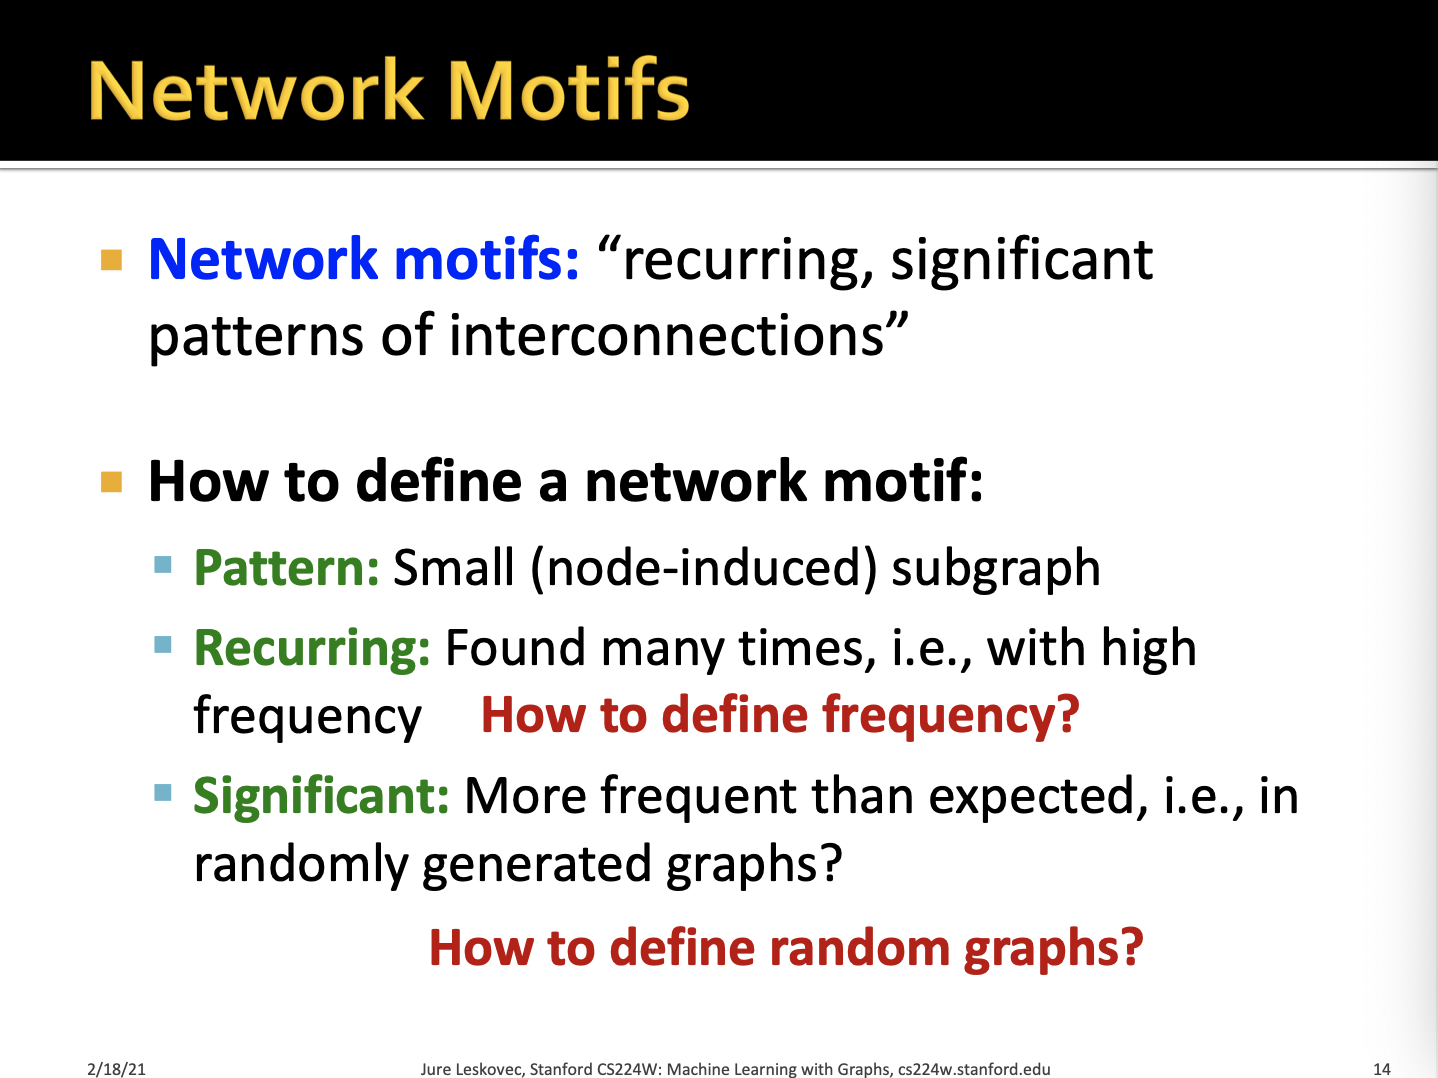 Network Motifs
Network motifs: “recurring, significant
patterns of interconnections”
How to define a network motif:
Pattern: Small (node-induced) subgraph
Recurring: Found many times, i.e., with high
frequency How to define frequency?
Significant: More frequent than expected, i.e., in
randomly generated graphs?
How to define random graphs?
2/18/21 Jure Leskovec, Stanford CS224W: Machine Learning with Graphs, cs224w.stanford.edu 14